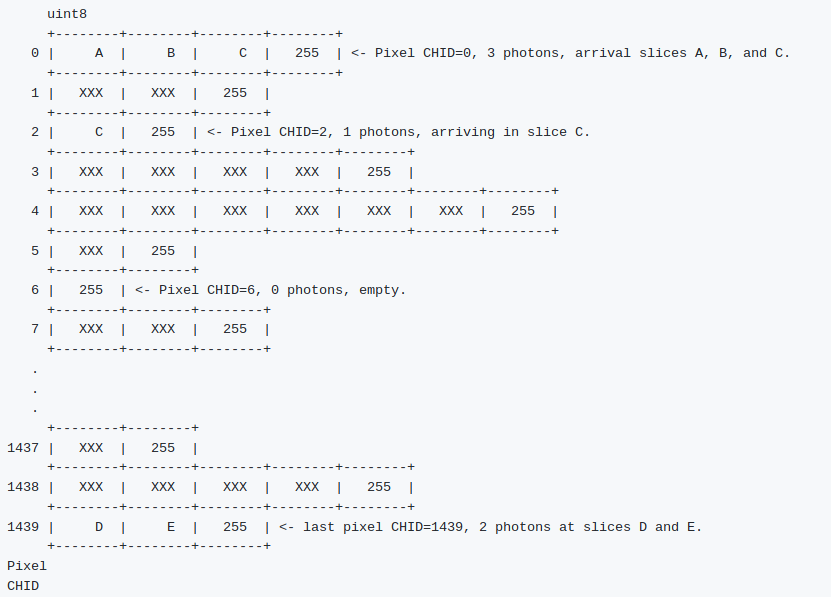 uint8
     +--------+--------+--------+--------+
   0 |     A  |     B  |     C  |   255  | <- Pixel CHID=0, 3 photons, arrival slices A, B, and C.
     +--------+--------+--------+--------+
   1 |   XXX  |   XXX  |   255  |
     +--------+--------+--------+
   2 |     C  |   255  | <- Pixel CHID=2, 1 photons, arriving in slice C.
     +--------+--------+--------+--------+--------+
   3 |   XXX  |   XXX  |   XXX  |   XXX  |   255  |
     +--------+--------+--------+--------+--------+--------+--------+
   4 |   XXX  |   XXX  |   XXX  |   XXX  |   XXX  |   XXX  |   255  |
     +--------+--------+--------+--------+--------+--------+--------+
   5 |   XXX  |   255  |
     +--------+--------+
   6 |   255  | <- Pixel CHID=6, 0 photons, empty.
     +--------+--------+--------+
   7 |   XXX  |   XXX  |   255  |
     +--------+--------+--------+
   .
   .
   .
     +--------+--------+
1437 |   XXX  |   255  |
     +--------+--------+--------+--------+--------+
1438 |   XXX  |   XXX  |   XXX  |   XXX  |   255  |
     +--------+--------+--------+--------+--------+
1439 |     D  |     E  |   255  | <- last pixel CHID=1439, 2 photons at slices D and E.
     +--------+--------+--------+
Pixel
CHID